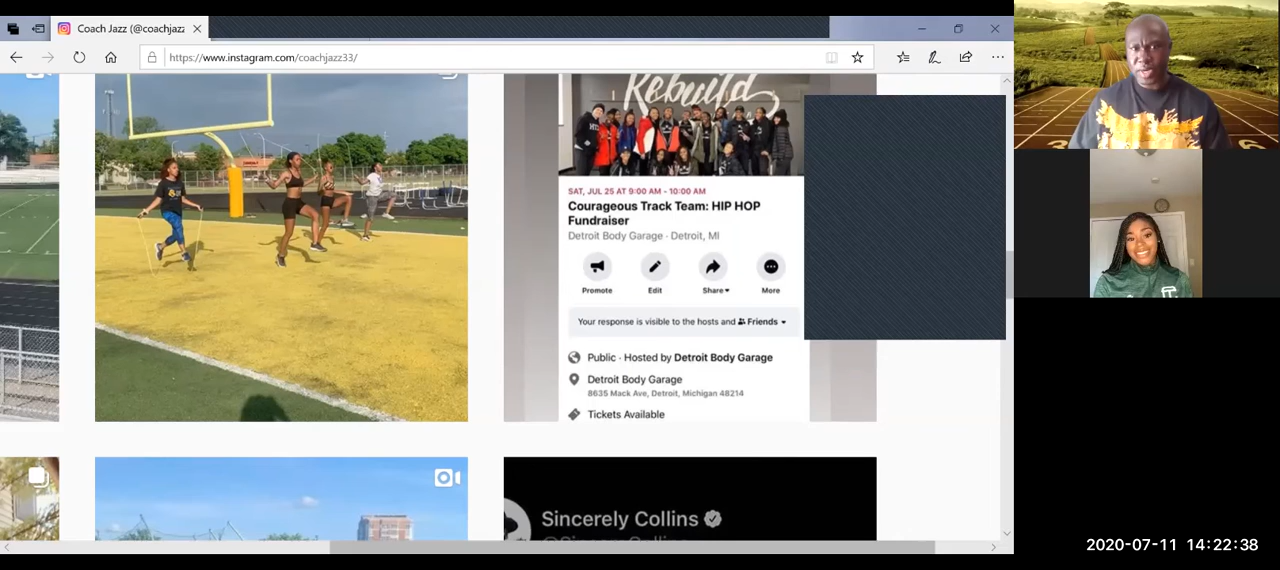 Coach Jazz (@coachjazz
https://www.instagram.com/coachjazz33/
Rebuild
SAT, JUL 25 AT 9:00 AM - 10:00 AM
Courageous Track Team: HIP HOP
Fundraiser
Detroit Body Garage - Detroit, MI
Promote
Edit
Share
More
Your response is visible to the hosts and Friends
Public · Hosted by Detroit Body Garage
Detroit Body Garage
8635 Mack Ave, Detroit, Michigan 48214
Tickets Available
Sincerely Collins
2020-07-11 14:22:38